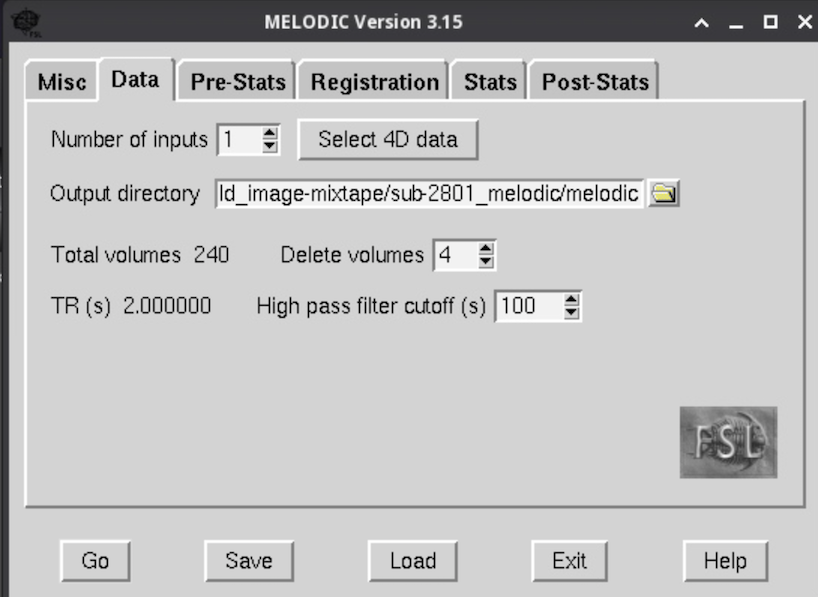 MELODIC Version 3.15
Misc Data Pre-Stats Registration Stats Post-Stats
Number of inputs 1 Select 4D data
Output directory ld_image-mixtape/sub-2801_melodic/melodic
Total volumes 240 Delete volumes 4
TR (s) 2.000000 High pass filter cutoff (s) 100
FSL
Go Save Load Exit Help